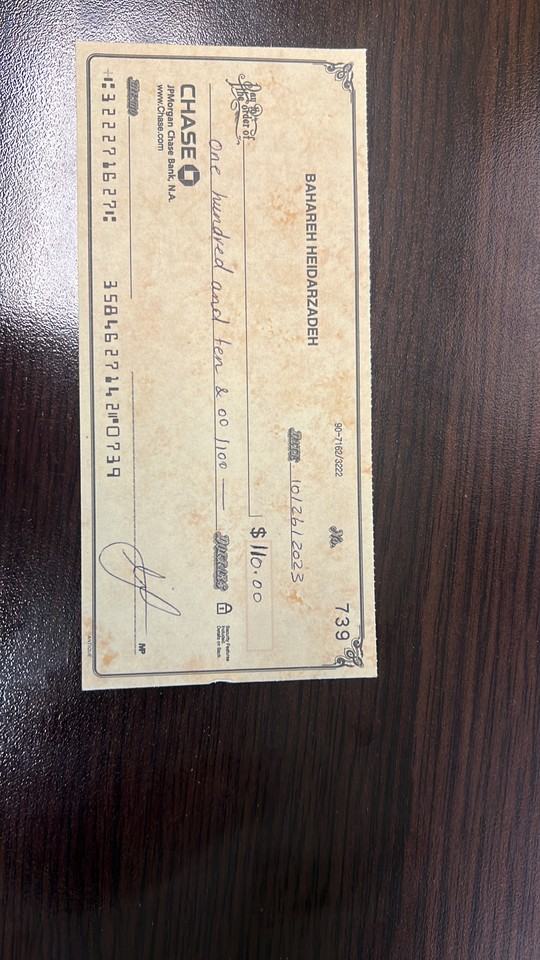 BAHAREH HEIDARZADEH
90-7162/3222
No. 739
Date 10/26/2023
Pay to
the order of
$ 110.00
One hundred and ten & 00/100 — Dollars
Security Features
Included.
Details on Back.
CHASE
JPMorgan Chase Bank, N.A.
www.Chase.com
Memo
MP
⑆322271627⑆ 3584627142⑈0739
ANTIQUE